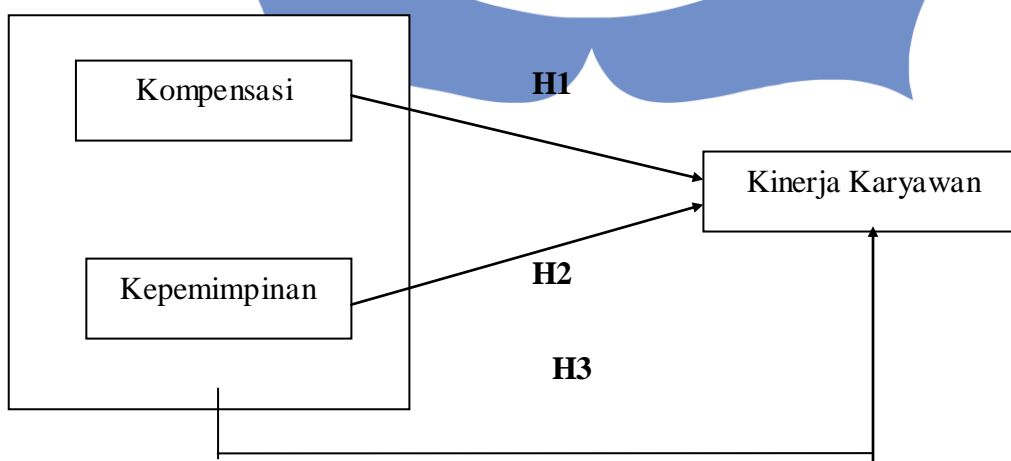 Kompensasi
H1
Kinerja Karyawan
Kepemimpinan
H2
H3